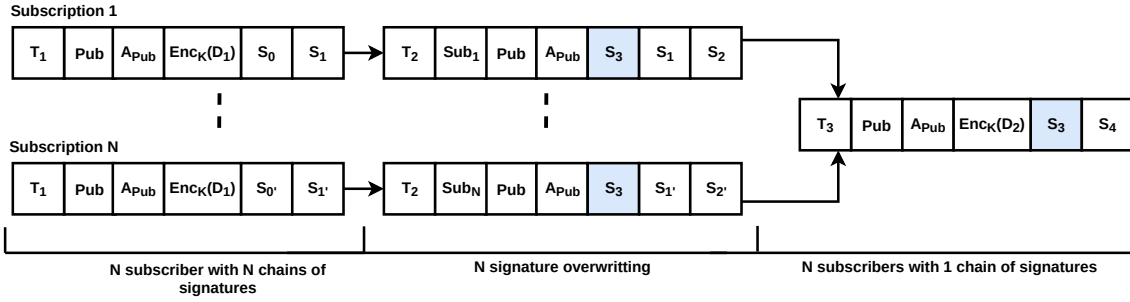 Subscription 1
T1 Pub APub EncK(D1) S0 S1 T2 Sub1 Pub APub S3 S1 S2
T3 Pub APub EncK(D2) S3 S4
Subscription N
T1 Pub APub EncK(D1) S0' S1' T2 SubN Pub APub S3 S1' S2'
N subscriber with N chains of
signatures
N signature overwritting
N subscribers with 1 chain of signatures